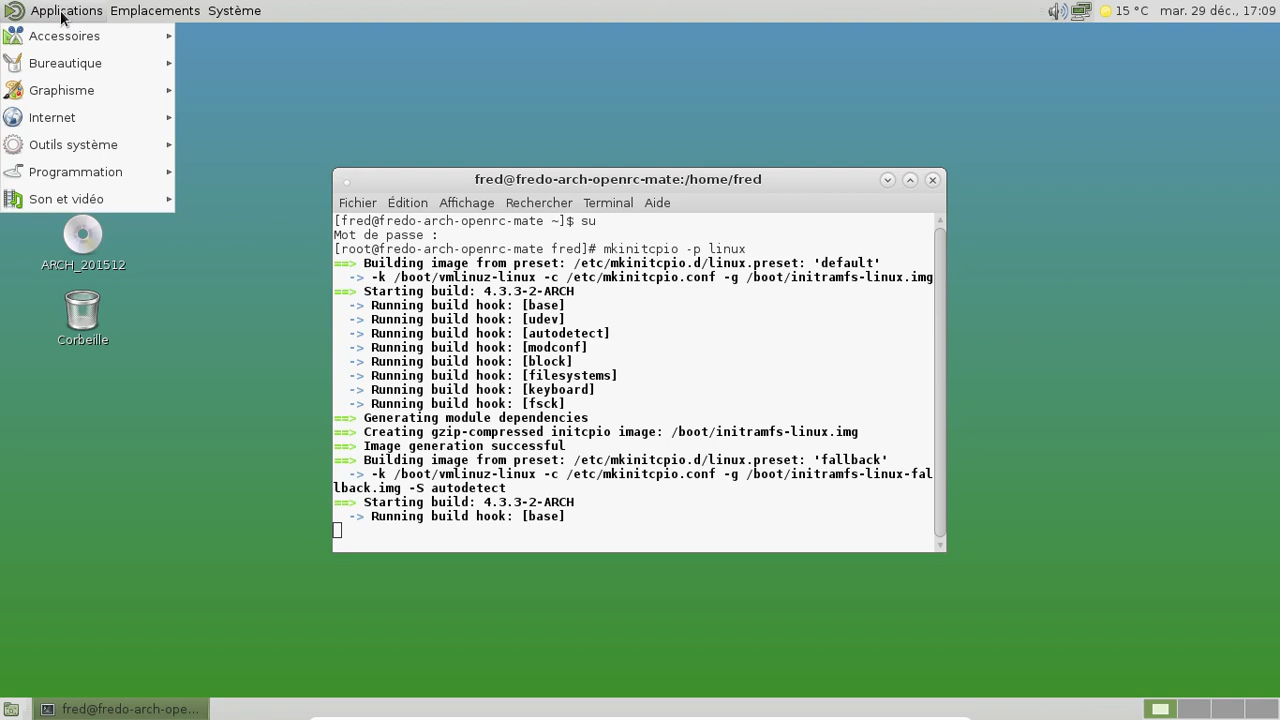 Applications Emplacements Système 15 °C mar. 29 déc., 17:09
Accessoires
Bureautique
Graphisme
Internet
Outils système
Programmation
Son et vidéo
ARCH_201512
Corbeille
fred@fredo-arch-openrc-mate:/home/fred
Fichier Édition Affichage Rechercher Terminal Aide
[fred@fredo-arch-openrc-mate ~]$ su
Mot de passe :
[root@fredo-arch-openrc-mate fred]# mkinitcpio -p linux
==> Building image from preset: /etc/mkinitcpio.d/linux.preset: 'default'
-> -k /boot/vmlinuz-linux -c /etc/mkinitcpio.conf -g /boot/initramfs-linux.img
==> Starting build: 4.3.3-2-ARCH
-> Running build hook: [base]
-> Running build hook: [udev]
-> Running build hook: [autodetect]
-> Running build hook: [modconf]
-> Running build hook: [block]
-> Running build hook: [filesystems]
-> Running build hook: [keyboard]
-> Running build hook: [fsck]
==> Generating module dependencies
==> Creating gzip-compressed initcpio image: /boot/initramfs-linux.img
==> Image generation successful
==> Building image from preset: /etc/mkinitcpio.d/linux.preset: 'fallback'
-> -k /boot/vmlinuz-linux -c /etc/mkinitcpio.conf -g /boot/initramfs-linux-fal
lback.img -S autodetect
==> Starting build: 4.3.3-2-ARCH
-> Running build hook: [base]
fred@fredo-arch-ope...